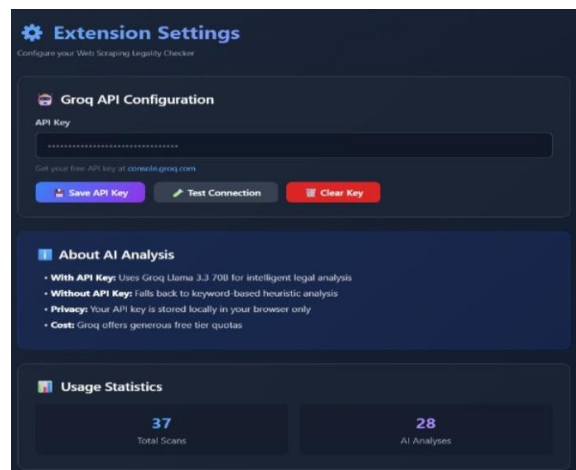 Extension Settings
Configure your Web Scraping Legality Checker
Groq API Configuration
API Key
Get your free API key at console.groq.com
Save API Key
Test Connection
Clear Key
About AI Analysis
• With API Key: Uses Groq Llama 3.3 70B for intelligent legal analysis
• Without API Key: Falls back to keyword-based heuristic analysis
• Privacy: Your API key is stored locally in your browser only
• Cost: Groq offers generous free tier quotas
Usage Statistics
37
Total Scans
28
AI Analyses